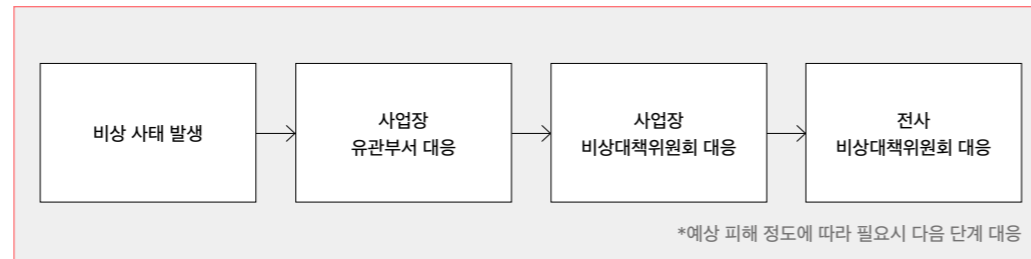 비상 사태 발생
사업장
유관부서 대응
사업장
비상대책위원회 대응
전사
비상대책위원회 대응
*예상 피해 정도에 따라 필요시 다음 단계 대응